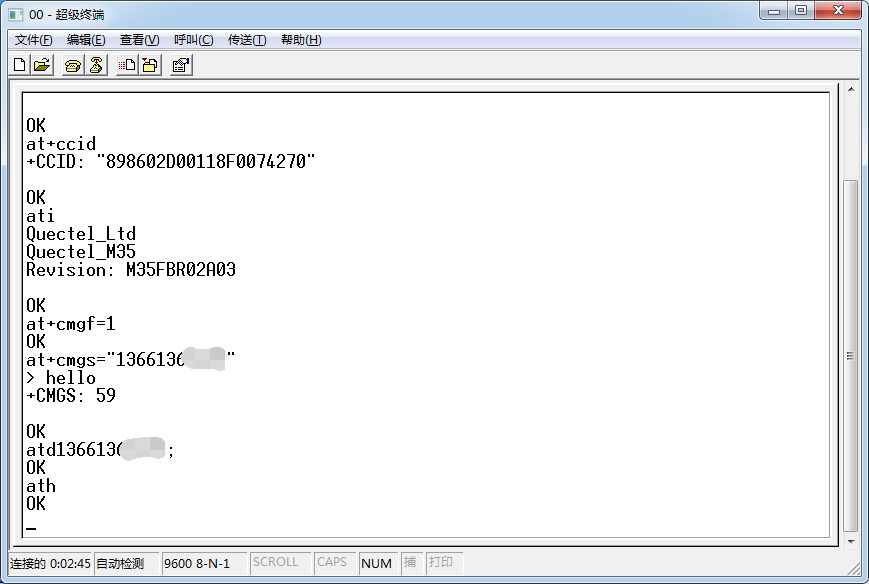 00 - 超级终端
文件(F) 编辑(E) 查看(V) 呼叫(C) 传送(T) 帮助(H)
OK
at+ccid
+CCID: "898602D00118F0074270"
OK
ati
Quectel_Ltd
Quectel_M35
Revision: M35FBR02A03
OK
at+cmgf=1
OK
at+cmgs="1366136 "
> hello
+CMGS: 59
OK
atd1366136 ;
OK
ath
OK
_
连接的 0:02:45 自动检测 9600 8-N-1 SCROLL CAPS NUM 捕 打印